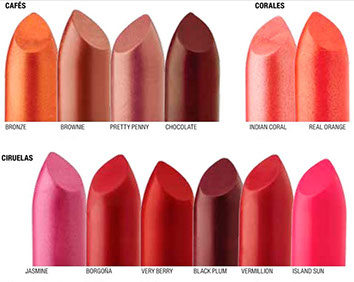 CAFÉS
CORALES
BRONZE
BROWNIE
PRETTY PENNY
CHOCOLATE
INDIAN CORAL
REAL ORANGE
CIRUELAS
JASMINE
BORGOÑA
VERY BERRY
BLACK PLUM
VERMILLION
ISLAND SUN